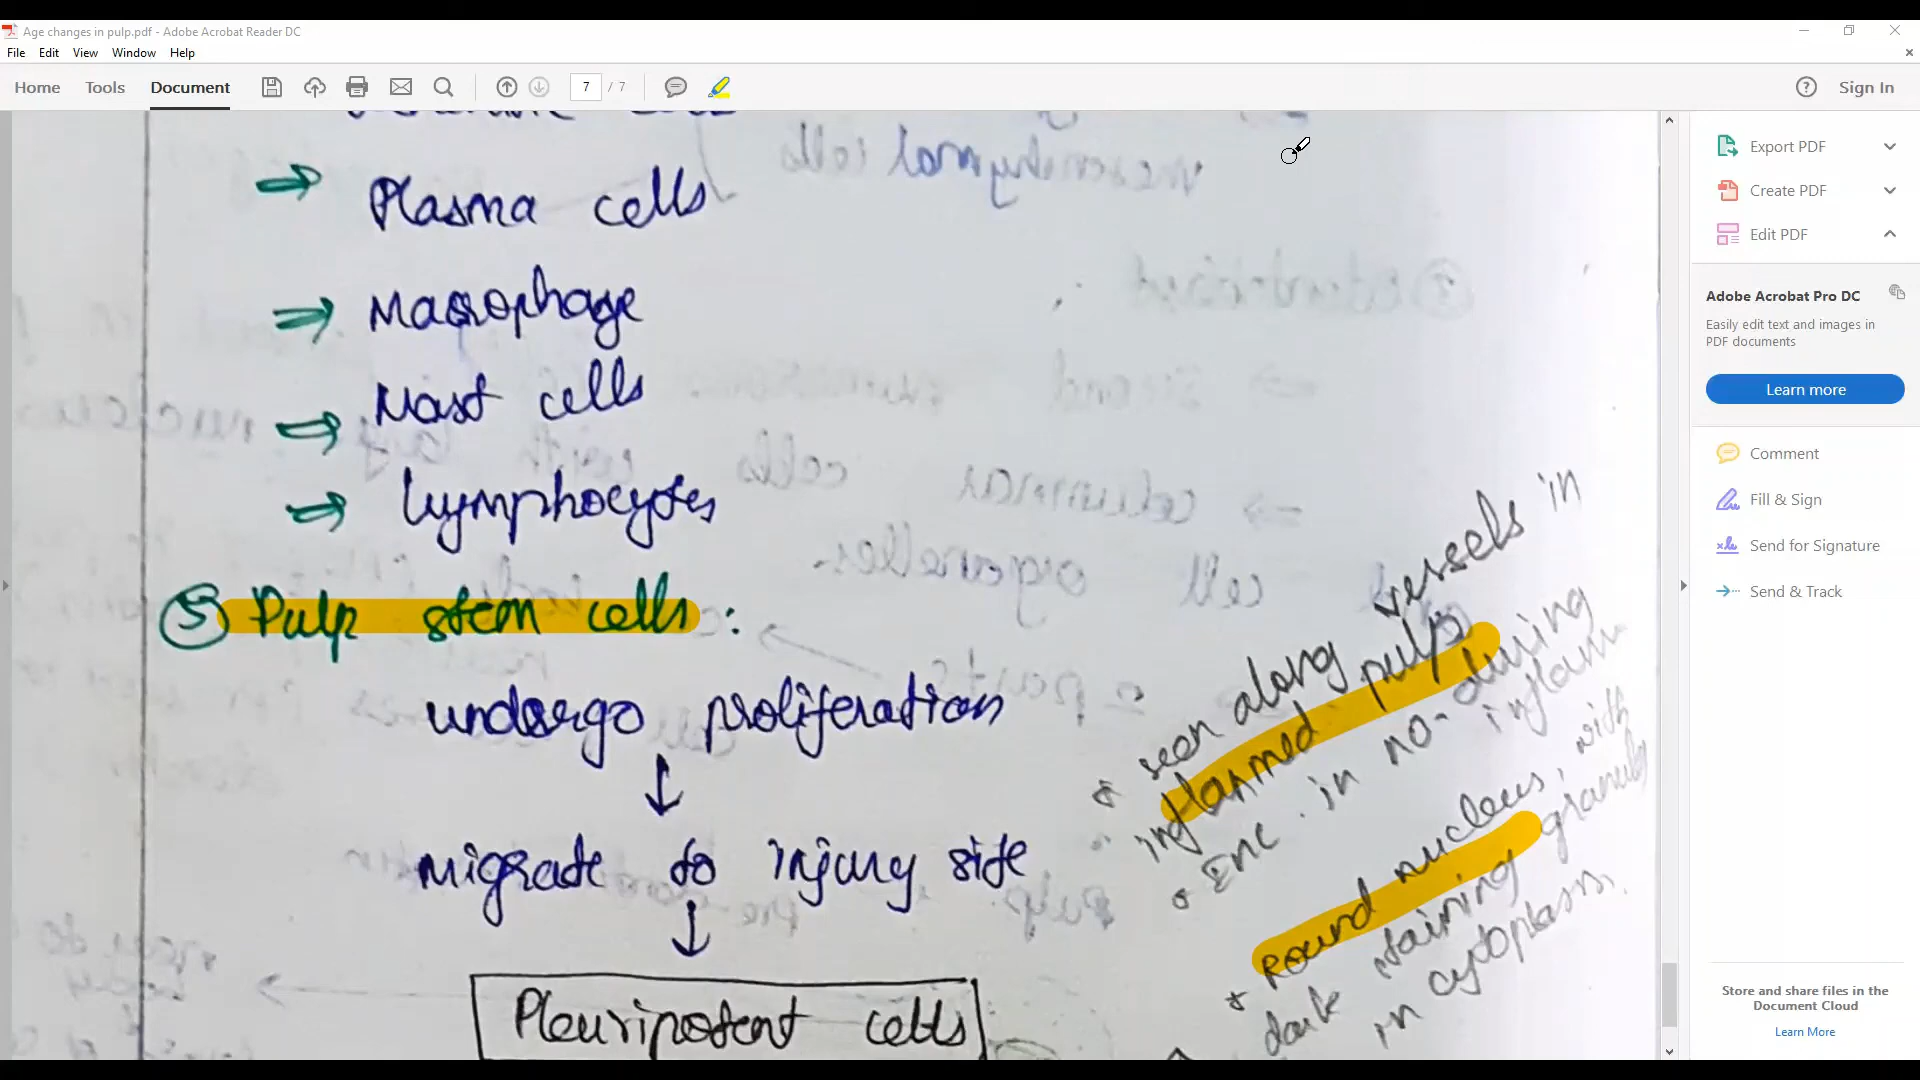 Age changes in pulp.pdf - Adobe Acrobat Reader DC
File Edit View Window Help
Home Tools Document 7 / 7 Sign In
Plasma cells
Macrophage
Mast cells
Lymphocytes
5 Pulp stem cells :
undergo proliferation
↓
migrate to injury site
↓
Pleuripotent cells
* seen along pulp vessels in
inflammed
* Inc. in no. during
inflam
* Round nucleus, with
dark staining granules
in cytoplasm.
Export PDF
Create PDF
Edit PDF
Adobe Acrobat Pro DC
Easily edit text and images in
PDF documents
Learn more
Comment
Fill & Sign
Send for Signature
Send & Track
Store and share files in the
Document Cloud
Learn More